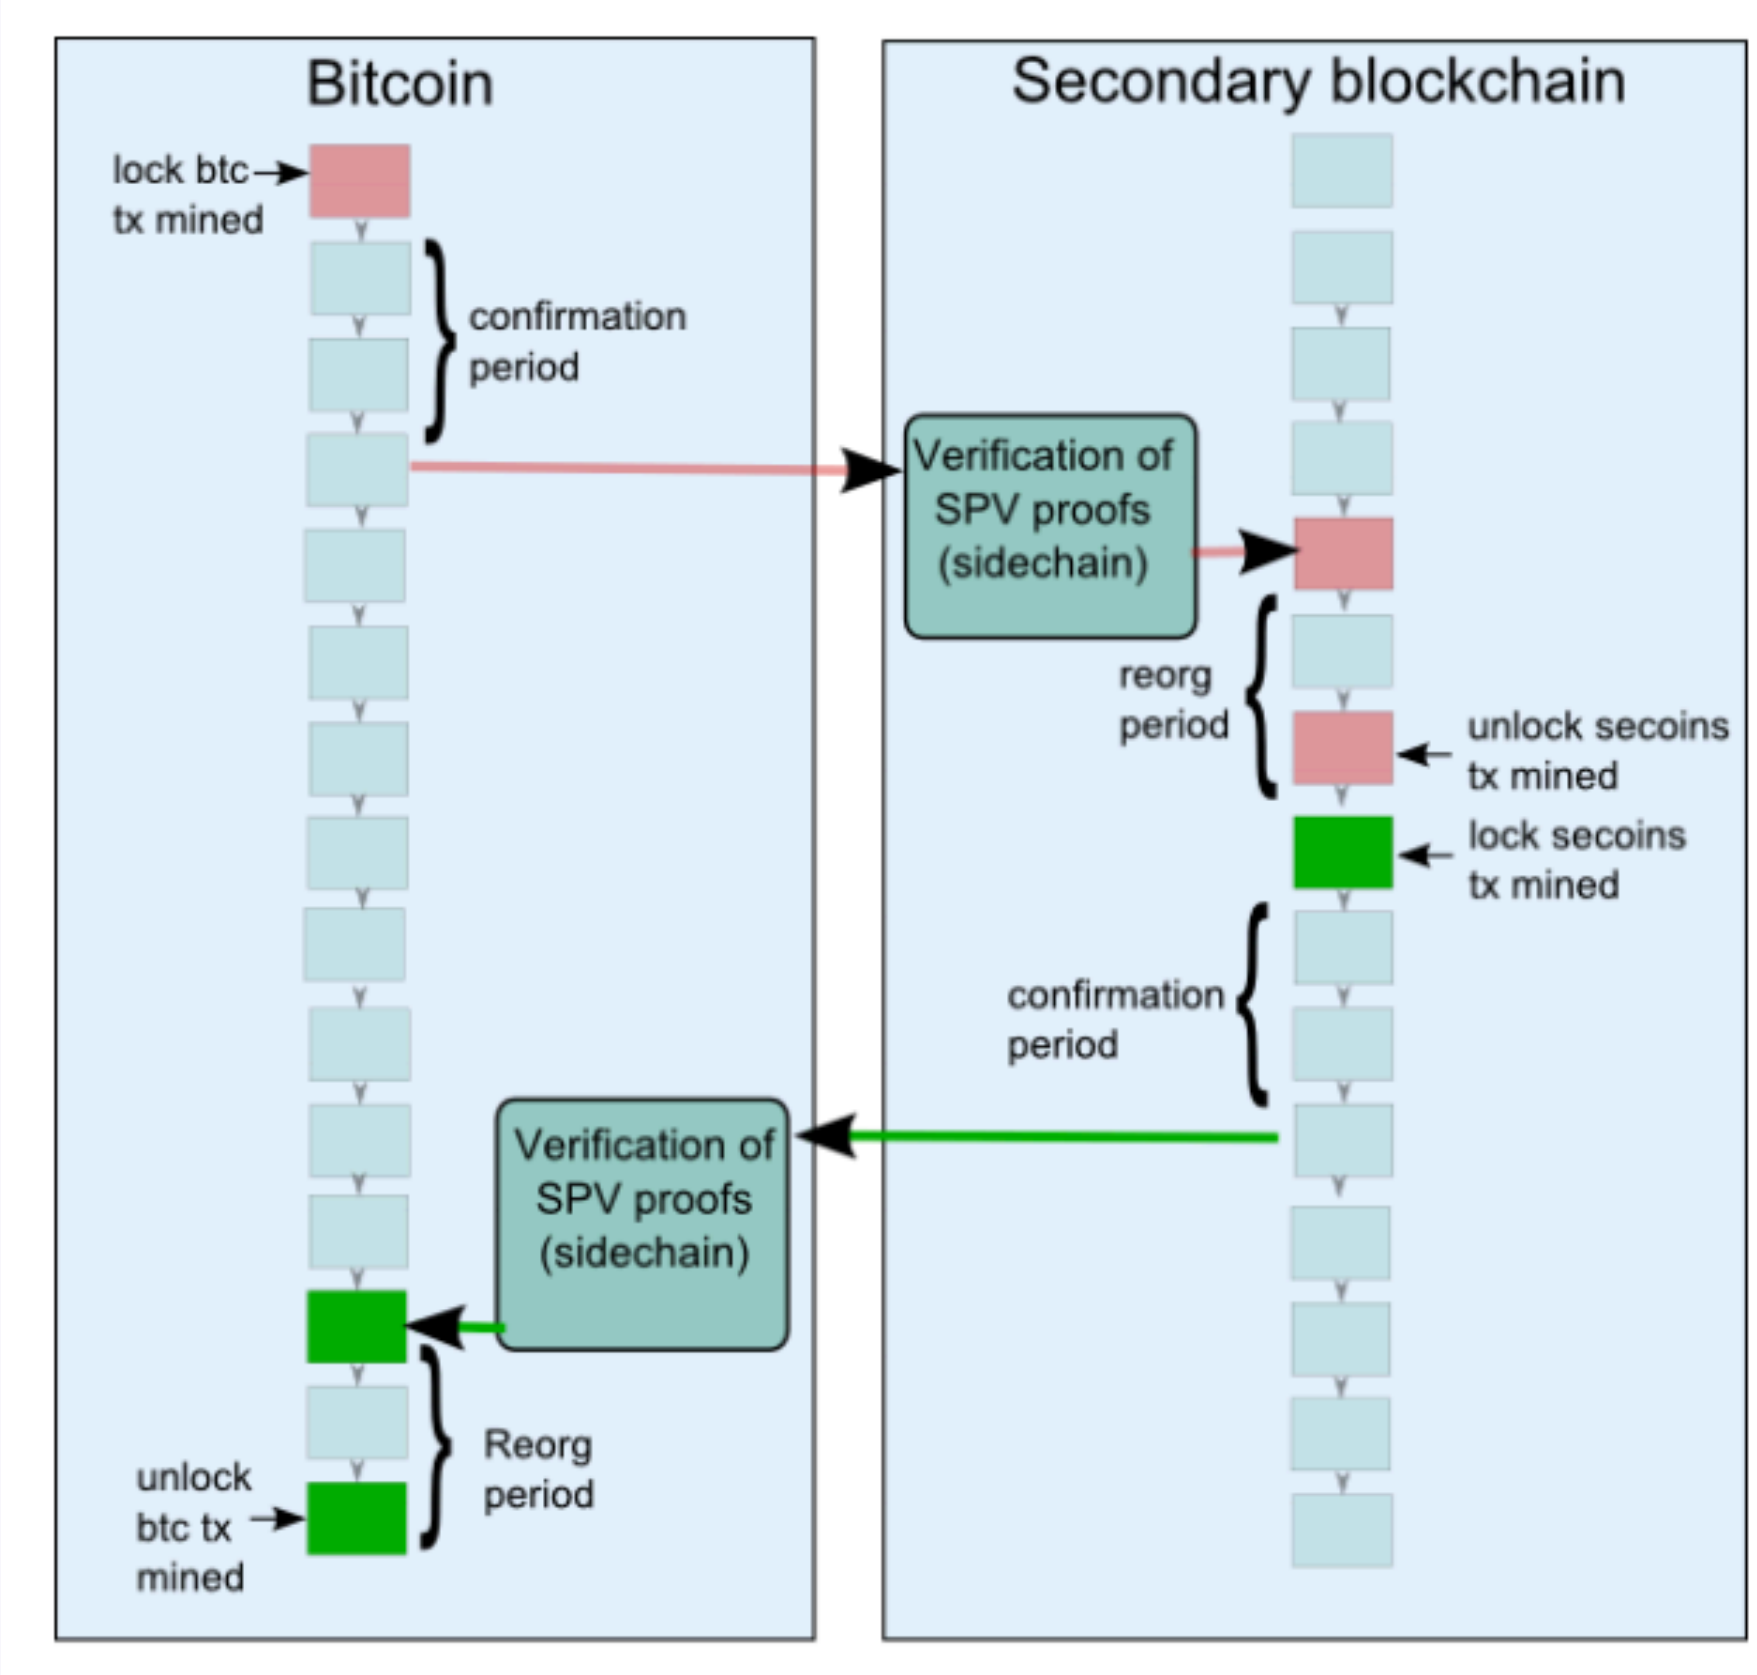 Bitcoin
lock btc
tx mined
confirmation
period
Verification of
SPV proofs
(sidechain)
Reorg
period
unlock
btc tx
mined
Secondary blockchain
Verification of
SPV proofs
(sidechain)
reorg
period
unlock secoins
tx mined
lock secoins
tx mined
confirmation
period